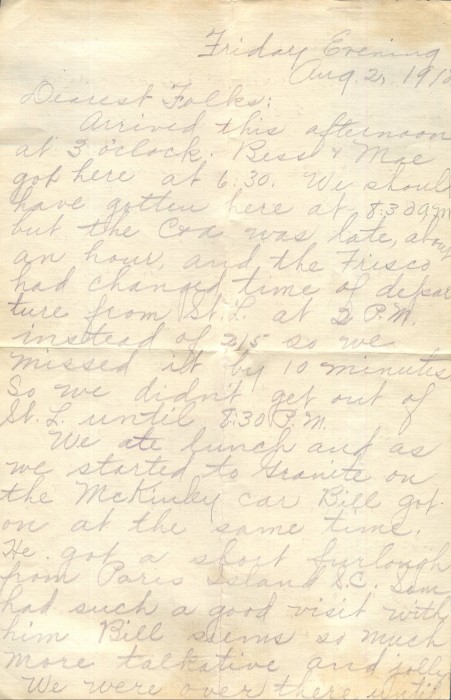 Friday Evening
Aug. 2, 191
Dearest Folks:
Arrived this afternoon
at 3 o'clock. Bess & Mae
got here at 6:30. We should
have gotten here at 8:30 a.m
but the C&a was late, about
an hour, and the Frisco
had changed time of depar
ture from St. L. at 2 P.M.
instead of 215 so we
missed it by 10 minutes
So we didn't get out of
St. L. until 8:30 P.M.
We ate lunch and as
we started to Granite on
the McKinley car Bill got
on at the same time.
He got a short furlough
from Paris Island S.C.
had such a good visit with
him Bill seems so much
more talkative and jolly
We were over there until